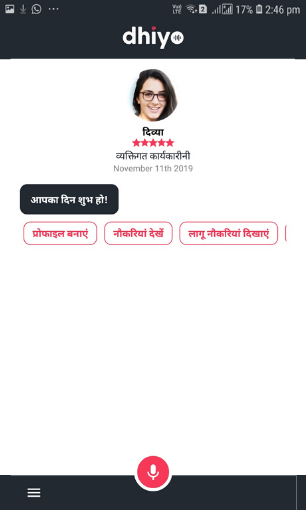 17% 2:46 pm
dhiyo
दिव्या
व्यक्तिगत कार्यकारीनी
November 11th 2019
आपका दिन शुभ हो!
प्रोफाइल बनाएं नौकरियां देखें लागू नौकरियां दिखाएं